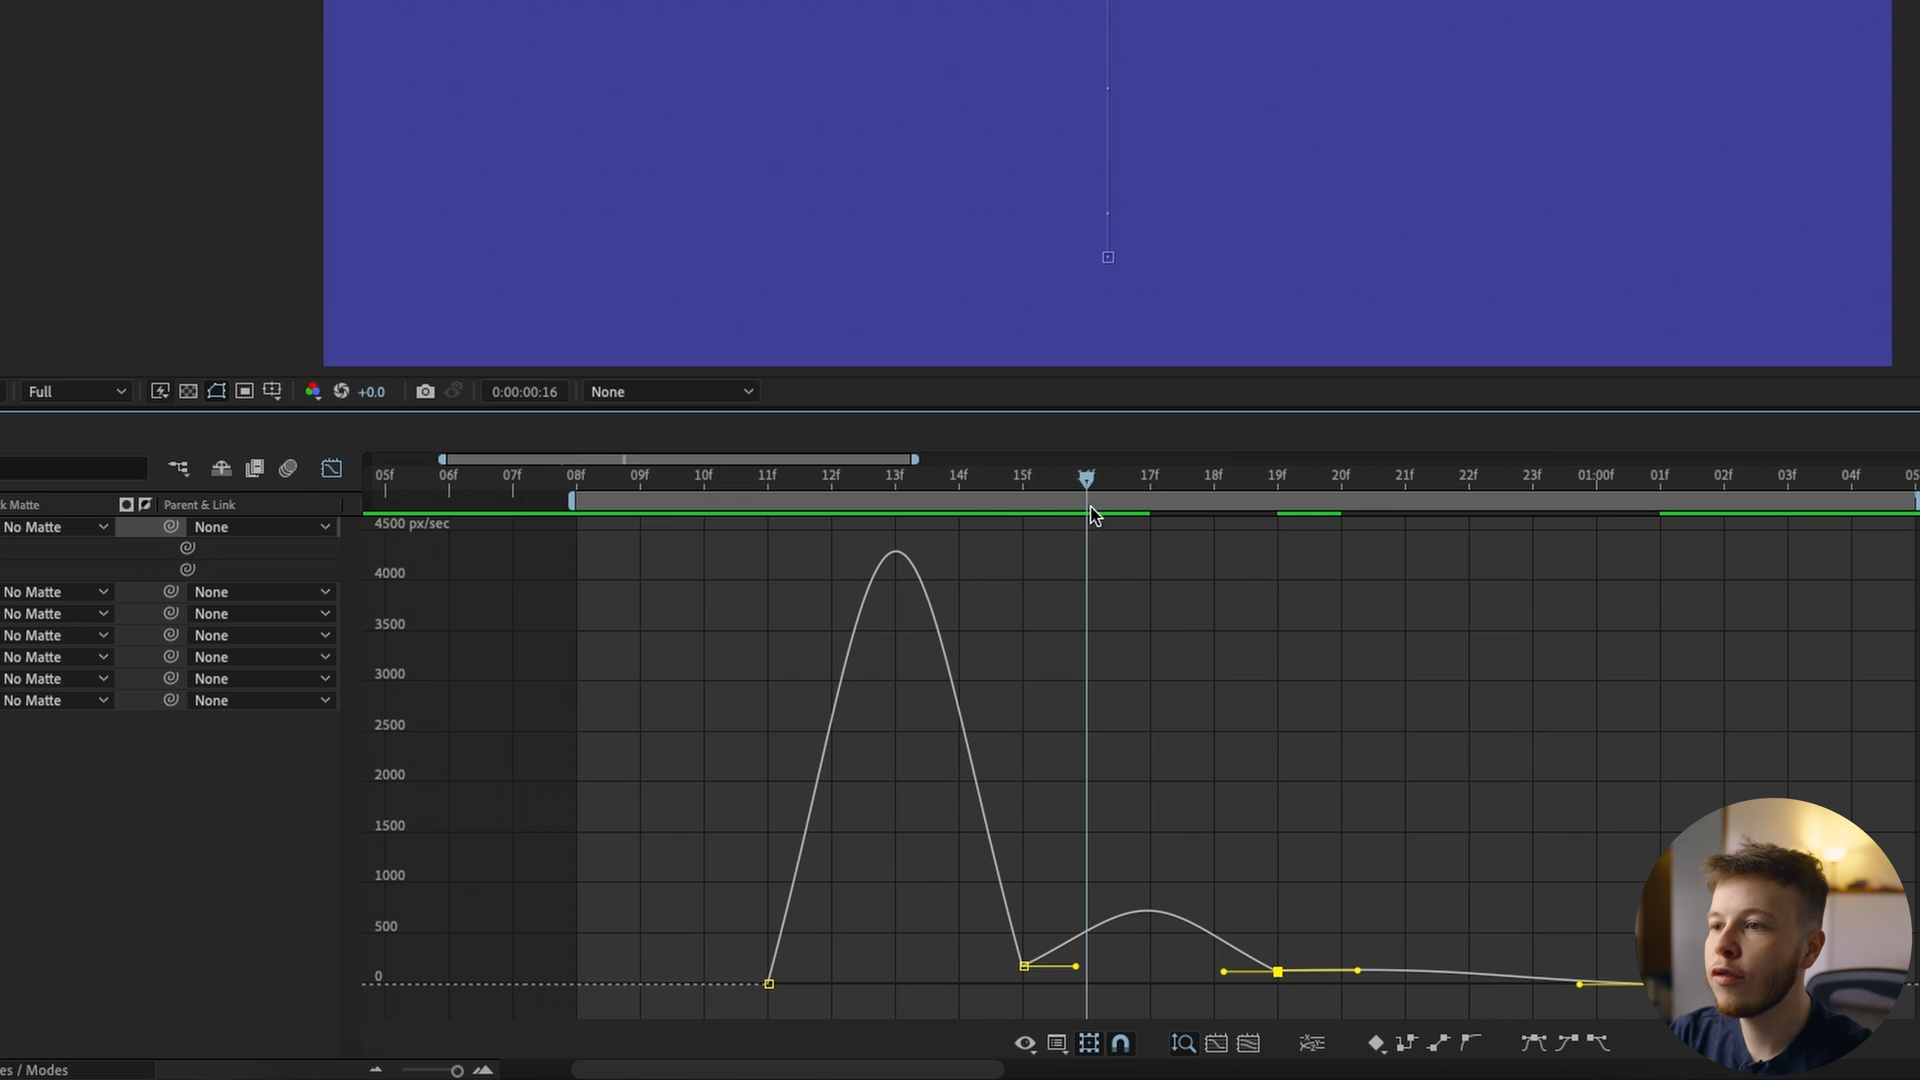 Full
+0.0
0:00:00:16
None
05f 06f 07f 08f 09f 10f 11f 12f 13f 14f 15f 16f 17f 18f 19f 20f 21f 22f 23f 01:00f 01f 02f 03f 04f 05
k Matte Parent & Link
No Matte None
No Matte None
No Matte None
No Matte None
No Matte None
No Matte None
No Matte None
4500 px/sec
4000
3500
3000
2500
2000
1500
1000
500
0
es / Modes